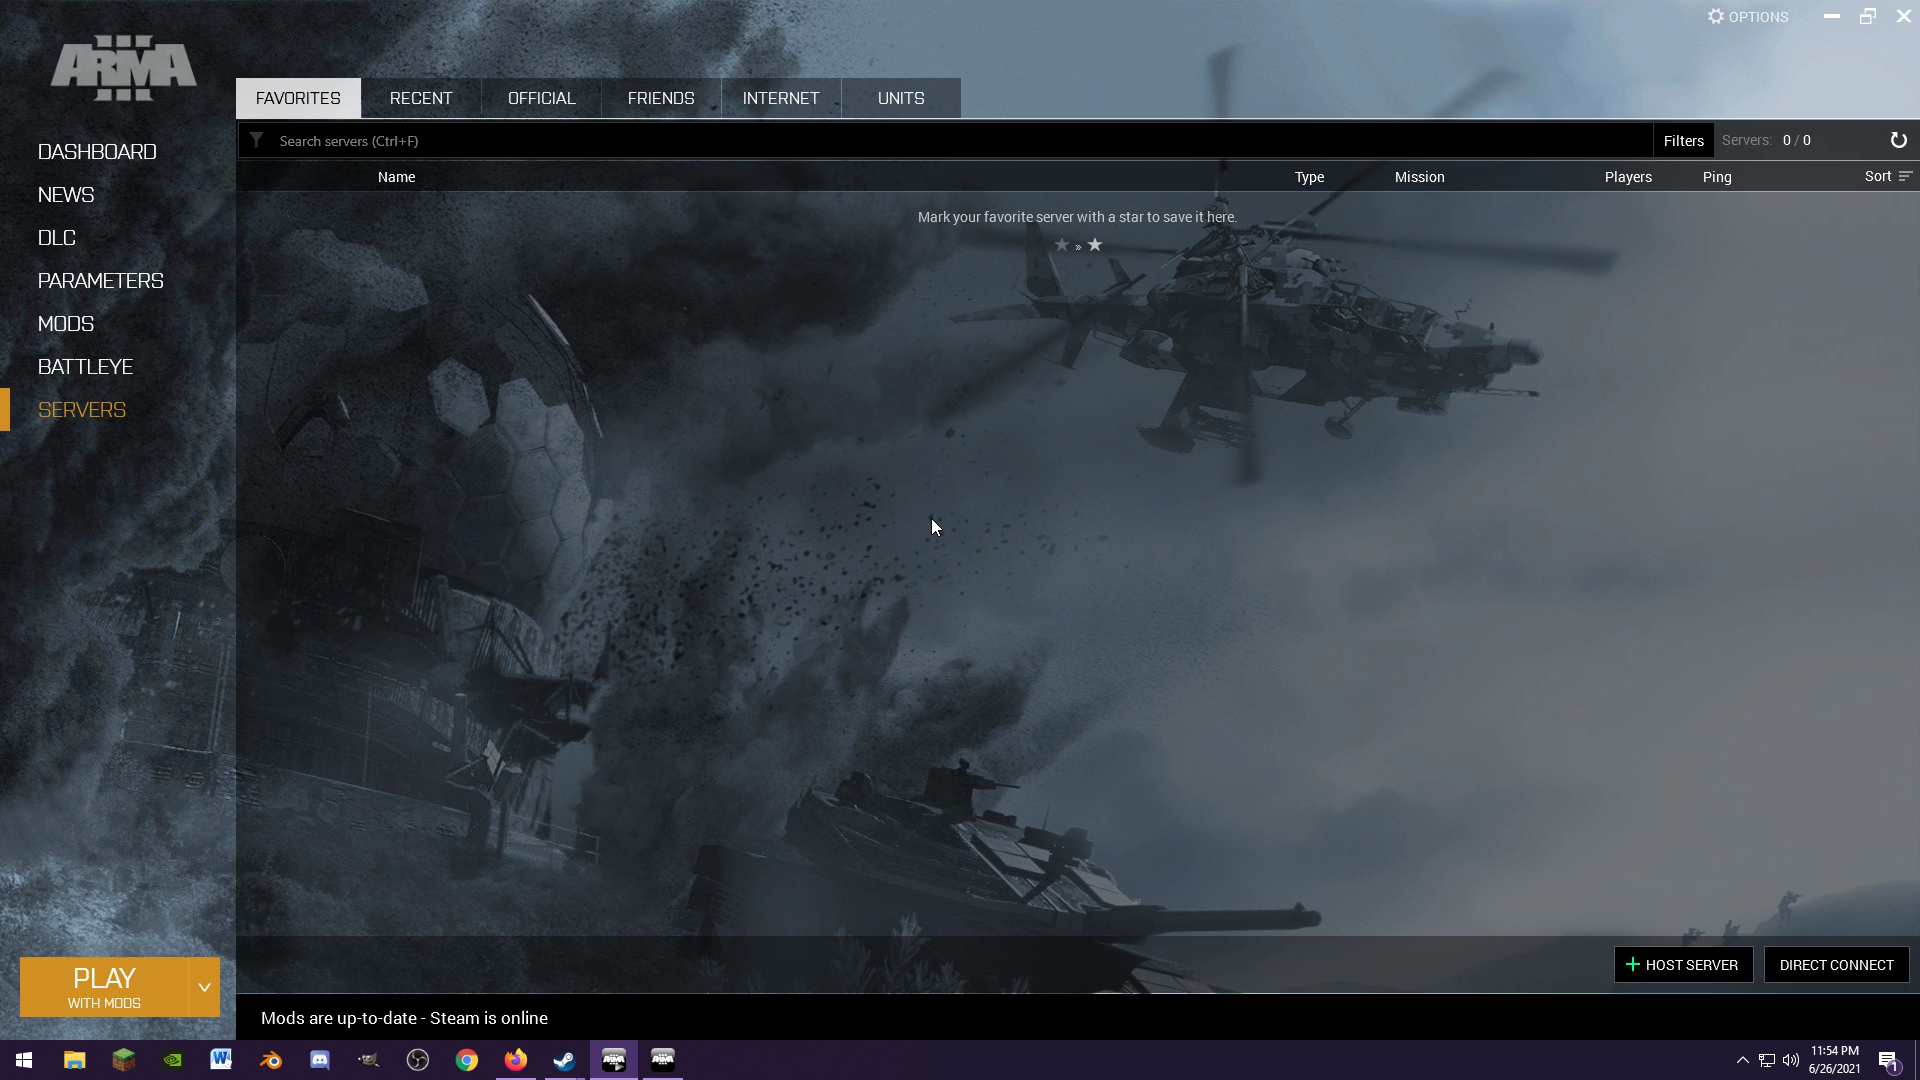 OPTIONS
ARMA III
FAVORITES RECENT OFFICIAL FRIENDS INTERNET UNITS
Search servers (Ctrl+F) Filters Servers: 0 / 0
Name Type Mission Players Ping Sort
Mark your favorite server with a star to save it here.
»
DASHBOARD
NEWS
DLC
PARAMETERS
MODS
BATTLEYE
SERVERS
PLAY
WITH MODS
HOST SERVER DIRECT CONNECT
Mods are up-to-date - Steam is online
11:54 PM
6/26/2021
1